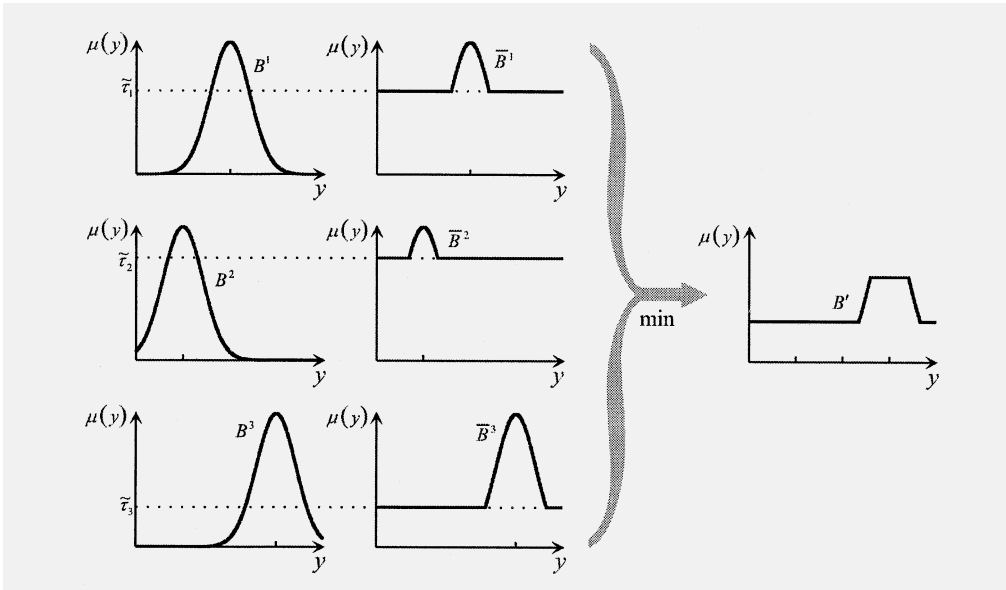 μ(y) B¹ τ̃₁ y
μ(y) B̅¹ y
μ(y) B² τ̃₂ y
μ(y) B̅² y
μ(y) B³ τ̃₃ y
μ(y) B̅³ y
min
μ(y) B′ y